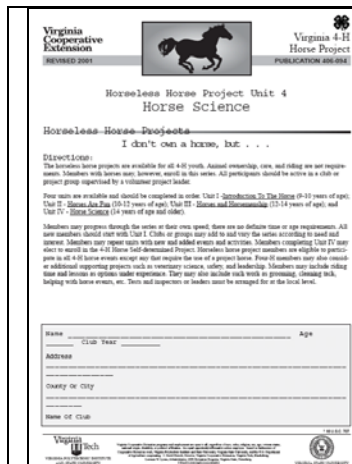 Virginia
Cooperative
Extension
REVISED 2001
Virginia 4-H
Horse Project
PUBLICATION 406-094
Horseless Horse Project Unit 4
Horse Science
Horseless Horse Projects
I don't own a horse, but . . .
Directions:
The horseless horse projects are available for all 4-H youth. Animal ownership, care, and riding are not require-
ments. Members with horses may, however, enroll in this series. All participants should be active in a club or
project group supervised by a volunteer project leader.
Four units are available and should be completed in order. Unit I -Introduction To The Horse (9-10 years of age);
Unit II - Horses Are Fun (10-12 years of age); Unit III - Horses and Horsemanship (12-14 years of age); and
Unit IV - Horse Science (14 years of age and older).
Members may progress through the series at their own speed; there are no definite time or age requirements. All
new members should start with Unit I. Clubs or groups may add to and vary the series according to need and
interest. Members may repeat units with new and added events and activities. Members completing Unit IV may
elect to enroll in the 4-H Horse Self-determined Project. Horseless horse project members are eligible to partici-
pate in all 4-H horse events except any that require the use of a project horse. Four-H members may also consid-
er additional supporting projects such as veterinary science, safety, and leadership. Members may include riding
time and lessons as options under experience. They may also include such work as grooming, cleaning tack,
helping with horse events, etc. Tests and inspectors or leaders must be arranged for at the local level.
Name Age
Club Year
Address
County Or City
Name Of Club
Virginia Tech
VIRGINIA POLYTECHNIC INSTITUTE
AND STATE UNIVERSITY
VIRGINIA STATE UNIVERSITY